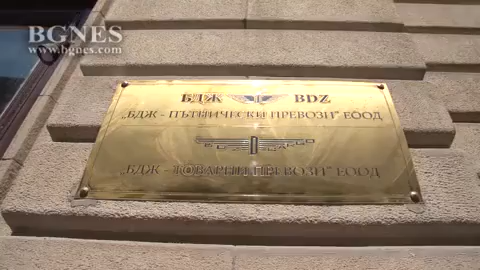 BGNES
www.bgnes.com
БДЖ BDZ
„БДЖ - ПЪТНИЧЕСКИ ПРЕВОЗИ" ЕООД
„БДЖ - ТОВАРНИ ПРЕВОЗИ" ЕООД